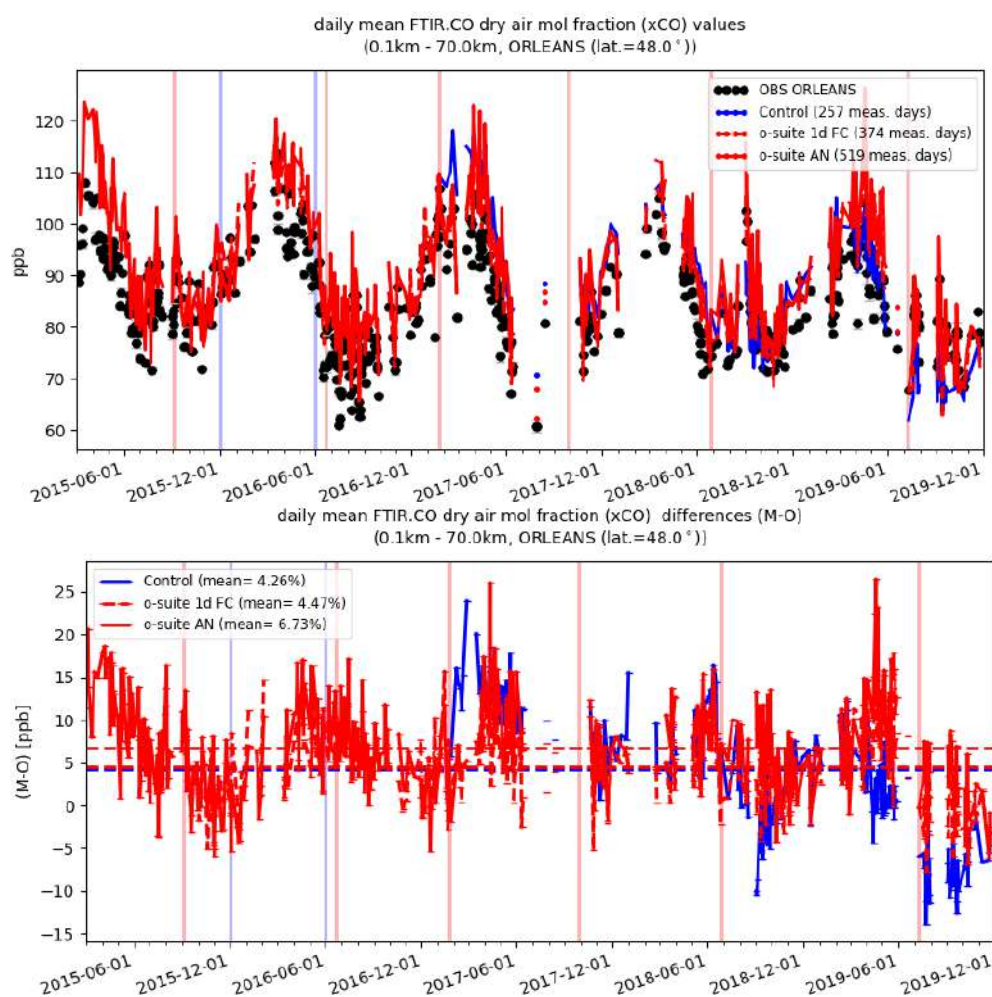 daily mean FTIR.CO dry air mol fraction (xCO) values
(0.1km - 70.0km, ORLEANS (lat.=48.0°))
OBS ORLEANS
Control (257 meas. days)
o-suite 1d FC (374 meas. days)
o-suite AN (519 meas. days)
ppb
120
110
100
90
80
70
60
2015-06-01
2015-12-01
2016-06-01
2016-12-01
2017-06-01
2017-12-01
2018-06-01
2018-12-01
2019-06-01
2019-12-01
daily mean FTIR.CO dry air mol fraction (xCO) differences (M-O)
(0.1km - 70.0km, ORLEANS (lat.=48.0°)]
Control (mean= 4.26%)
o-suite 1d FC (mean= 4.47%)
o-suite AN (mean= 6.73%)
(M-O) [ppb]
25
20
15
10
5
0
−5
−10
−15
2015-06-01
2015-12-01
2016-06-01
2016-12-01
2017-06-01
2017-12-01
2018-06-01
2018-12-01
2019-06-01
2019-12-01